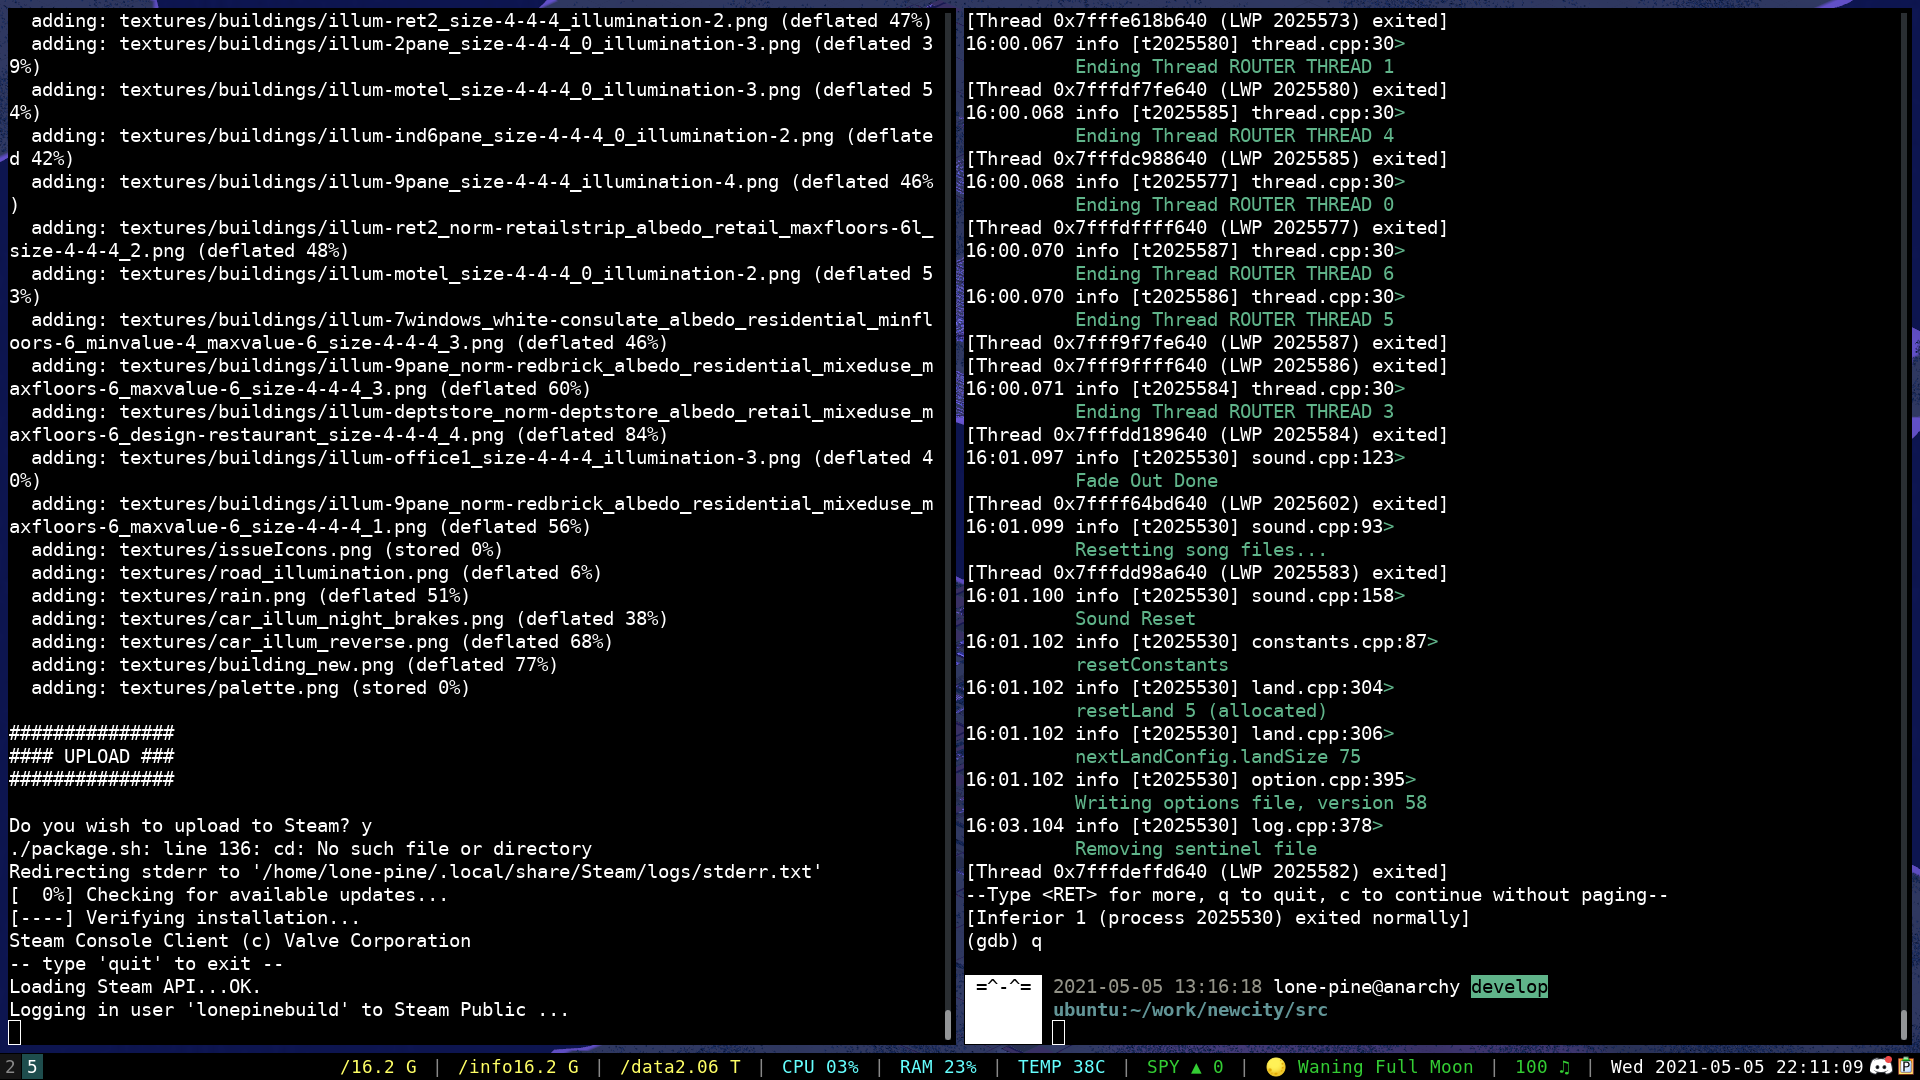 adding: textures/buildings/illum-ret2_size-4-4-4_illumination-2.png (deflated 47%)
  adding: textures/buildings/illum-2pane_size-4-4-4_0_illumination-3.png (deflated 3
9%)
  adding: textures/buildings/illum-motel_size-4-4-4_0_illumination-3.png (deflated 5
4%)
  adding: textures/buildings/illum-ind6pane_size-4-4-4_0_illumination-2.png (deflate
d 42%)
  adding: textures/buildings/illum-9pane_size-4-4-4_illumination-4.png (deflated 46%
)
  adding: textures/buildings/illum-ret2_norm-retailstrip_albedo_retail_maxfloors-6l_
size-4-4-4_2.png (deflated 48%)
  adding: textures/buildings/illum-motel_size-4-4-4_0_illumination-2.png (deflated 5
3%)
  adding: textures/buildings/illum-7windows_white-consulate_albedo_residential_minfl
oors-6_minvalue-4_maxvalue-6_size-4-4-4_3.png (deflated 46%)
  adding: textures/buildings/illum-9pane_norm-redbrick_albedo_residential_mixeduse_m
axfloors-6_maxvalue-6_size-4-4-4_3.png (deflated 60%)
  adding: textures/buildings/illum-deptstore_norm-deptstore_albedo_retail_mixeduse_m
axfloors-6_design-restaurant_size-4-4-4_4.png (deflated 84%)
  adding: textures/buildings/illum-office1_size-4-4-4_illumination-3.png (deflated 4
0%)
  adding: textures/buildings/illum-9pane_norm-redbrick_albedo_residential_mixeduse_m
axfloors-6_maxvalue-6_size-4-4-4_1.png (deflated 56%)
  adding: textures/issueIcons.png (stored 0%)
  adding: textures/road_illumination.png (deflated 6%)
  adding: textures/rain.png (deflated 51%)
  adding: textures/car_illum_night_brakes.png (deflated 38%)
  adding: textures/car_illum_reverse.png (deflated 68%)
  adding: textures/building_new.png (deflated 77%)
  adding: textures/palette.png (stored 0%)
###############
#### UPLOAD ###
###############
Do you wish to upload to Steam? y
./package.sh: line 136: cd: No such file or directory
Redirecting stderr to '/home/lone-pine/.local/share/Steam/logs/stderr.txt'
[  0%] Checking for available updates...
[----] Verifying installation...
Steam Console Client (c) Valve Corporation
-- type 'quit' to exit --
Loading Steam API...OK.
Logging in user 'lonepinebuild' to Steam Public ...
[Thread 0x7fffe618b640 (LWP 2025573) exited]
16:00.067 info [t2025580] thread.cpp:30>
          Ending Thread ROUTER THREAD 1
[Thread 0x7fffdf7fe640 (LWP 2025580) exited]
16:00.068 info [t2025585] thread.cpp:30>
          Ending Thread ROUTER THREAD 4
[Thread 0x7fffdc988640 (LWP 2025585) exited]
16:00.068 info [t2025577] thread.cpp:30>
          Ending Thread ROUTER THREAD 0
[Thread 0x7fffdffff640 (LWP 2025577) exited]
16:00.070 info [t2025587] thread.cpp:30>
          Ending Thread ROUTER THREAD 6
16:00.070 info [t2025586] thread.cpp:30>
          Ending Thread ROUTER THREAD 5
[Thread 0x7fff9f7fe640 (LWP 2025587) exited]
[Thread 0x7fff9ffff640 (LWP 2025586) exited]
16:00.071 info [t2025584] thread.cpp:30>
          Ending Thread ROUTER THREAD 3
[Thread 0x7fffdd189640 (LWP 2025584) exited]
16:01.097 info [t2025530] sound.cpp:123>
          Fade Out Done
[Thread 0x7ffff64bd640 (LWP 2025602) exited]
16:01.099 info [t2025530] sound.cpp:93>
          Resetting song files...
[Thread 0x7fffdd98a640 (LWP 2025583) exited]
16:01.100 info [t2025530] sound.cpp:158>
          Sound Reset
16:01.102 info [t2025530] constants.cpp:87>
          resetConstants
16:01.102 info [t2025530] land.cpp:304>
          resetLand 5 (allocated)
16:01.102 info [t2025530] land.cpp:306>
          nextLandConfig.landSize 75
16:01.102 info [t2025530] option.cpp:395>
          Writing options file, version 58
16:03.104 info [t2025530] log.cpp:378>
          Removing sentinel file
[Thread 0x7fffdeffd640 (LWP 2025582) exited]
--Type <RET> for more, q to quit, c to continue without paging--
[Inferior 1 (process 2025530) exited normally]
(gdb) q
=^-^= 2021-05-05 13:16:18 lone-pine@anarchy develop
ubuntu:~/work/newcity/src
2 5 /16.2 G | /info16.2 G | /data2.06 T | CPU 03% | RAM 23% | TEMP 38C | SPY ▲ 0 | Waning Full Moon | 100 ♫ | Wed 2021-05-05 22:11:09